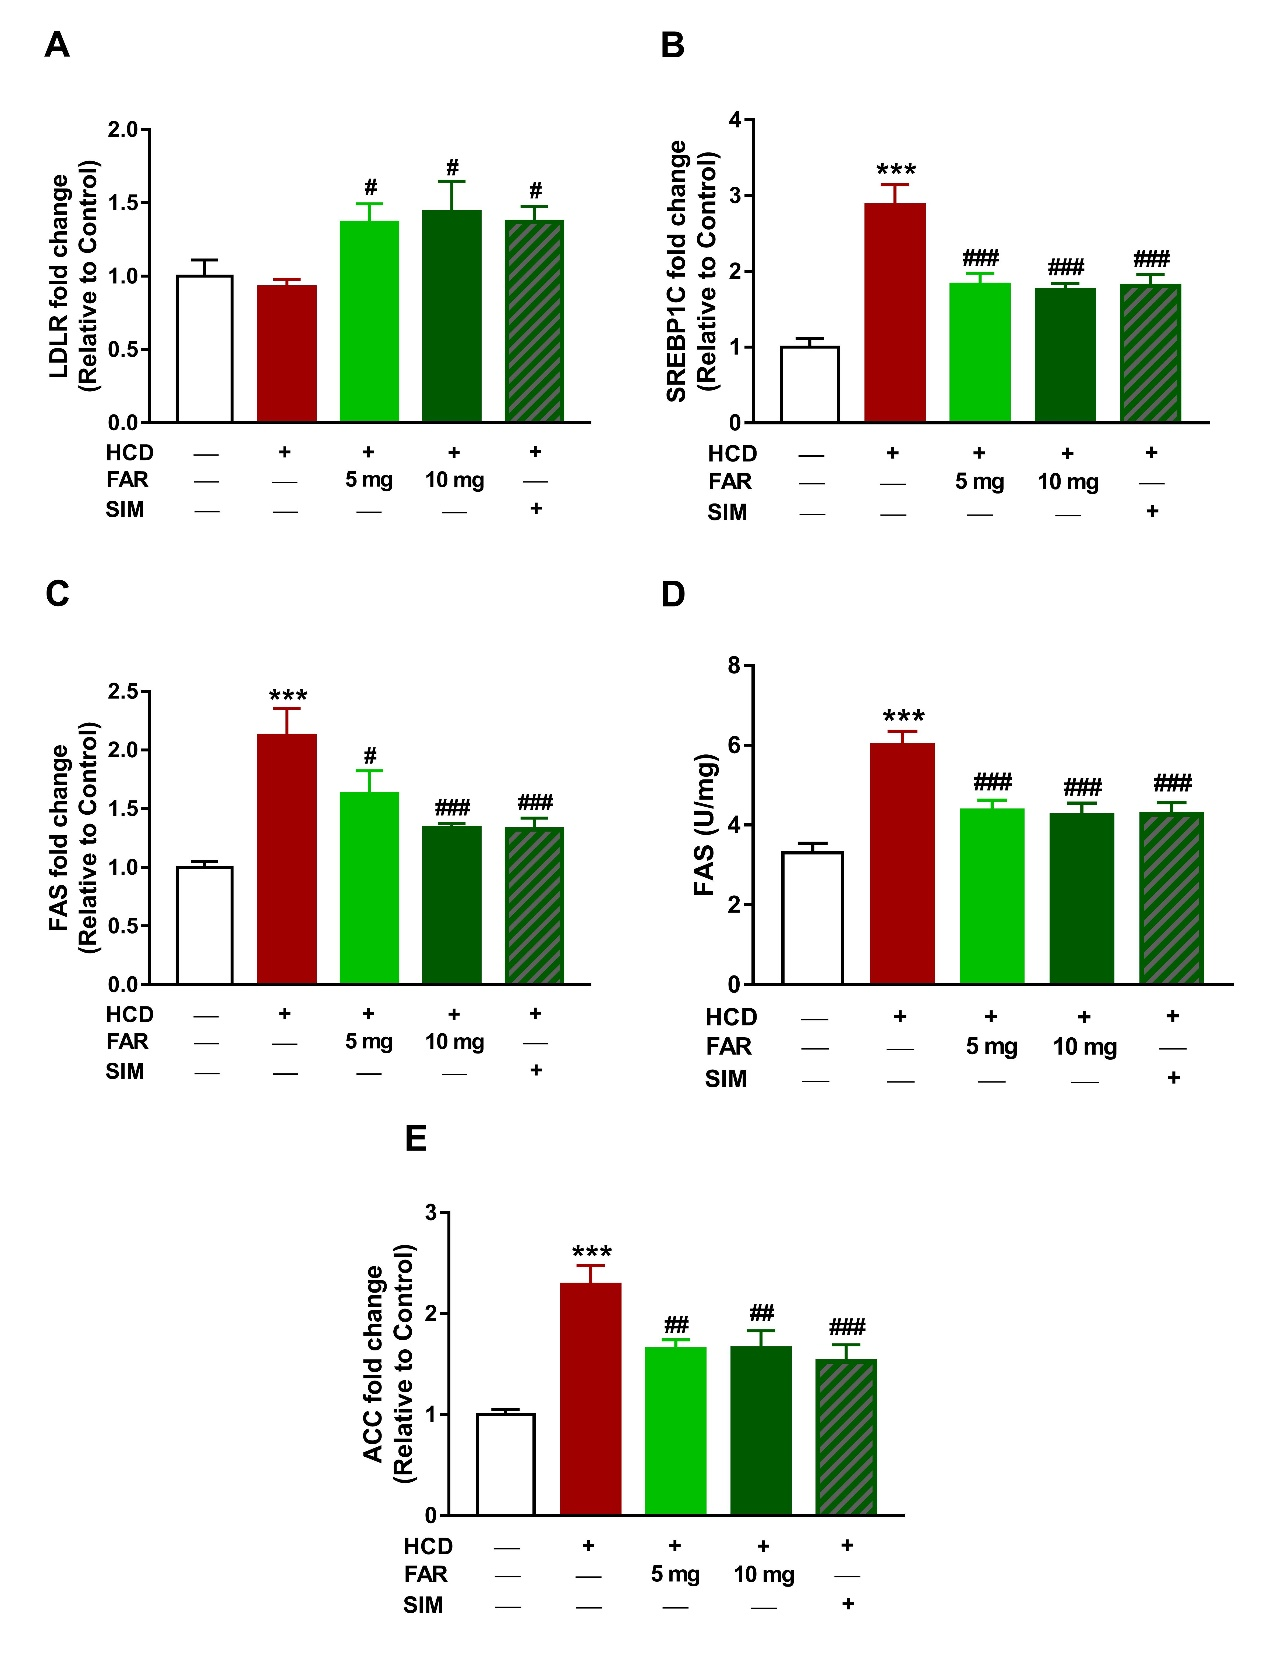 A
LDLR fold change
(Relative to Control)
2.0
1.5
1.0
0.5
0.0
# # #
HCD — + + + +
FAR — — 5 mg 10 mg —
SIM — — — — +
B
SREBP1C fold change
(Relative to Control)
4
3
2
1
0
*** ### ### ###
HCD — + + + +
FAR — — 5 mg 10 mg —
SIM — — — — +
C
FAS fold change
(Relative to Control)
2.5
2.0
1.5
1.0
0.5
0.0
*** # ### ###
HCD — + + + +
FAR — — 5 mg 10 mg —
SIM — — — — +
D
FAS (U/mg)
8
6
4
2
0
*** ### ### ###
HCD — + + + +
FAR — — 5 mg 10 mg —
SIM — — — — +
E
ACC fold change
(Relative to Control)
3
2
1
0
*** ## ## ###
HCD — + + + +
FAR — — 5 mg 10 mg —
SIM — — — — +